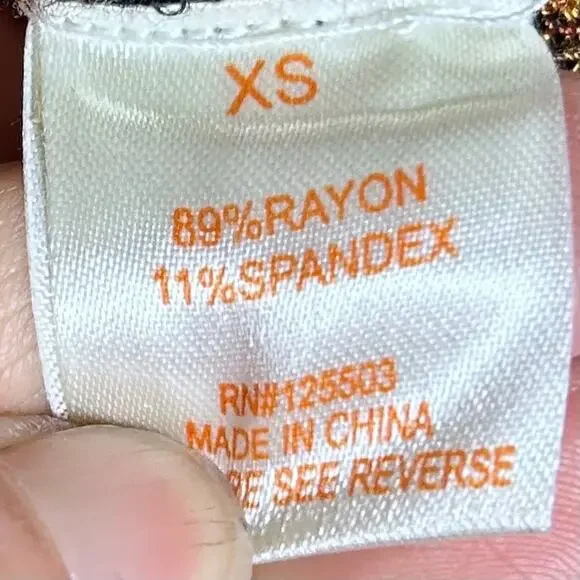 XS
89%RAYON
11%SPANDEX
RN#125503
MADE IN CHINA
SEE REVERSE